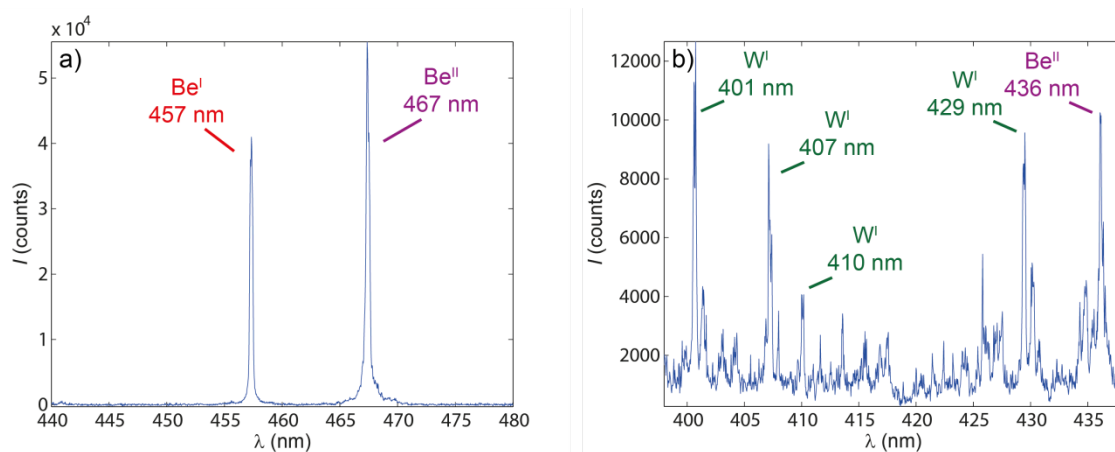 x 10⁴
a)
Be^I
457 nm
Be^II
467 nm
5
4
3
2
1
0
I (counts)
440 445 450 455 460 465 470 475 480
λ (nm)
b)
W^I
401 nm
W^I
407 nm
W^I
410 nm
W^I
429 nm
Be^II
436 nm
12000
10000
8000
6000
4000
2000
I (counts)
400 405 410 415 420 425 430 435
λ (nm)